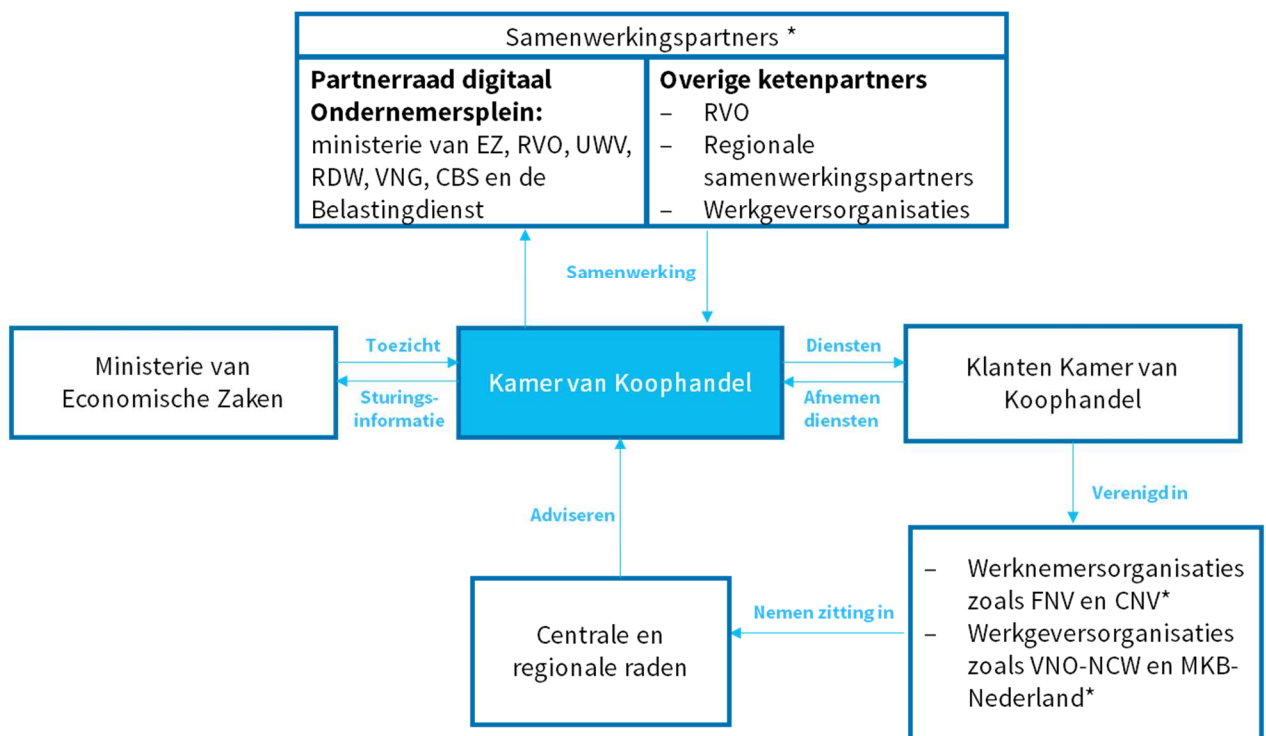 Samenwerkingspartners *
Partnerraad digitaal
Ondernemersplein:
ministerie van EZ, RVO, UWV,
RDW, VNG, CBS en de
Belastingdienst
Overige ketenpartners
– RVO
– Regionale
samenwerkingspartners
– Werkgeversorganisaties
Samenwerking
Ministerie van
Economische Zaken
Toezicht
Sturings-
informatie
Kamer van Koophandel
Diensten
Afnemen
diensten
Klanten Kamer van
Koophandel
Verenigd in
Adviseren
Centrale en
regionale raden
Nemen zitting in
– Werknemersorganisaties
zoals FNV en CNV*
– Werkgeversorganisaties
zoals VNO-NCW en MKB-
Nederland*